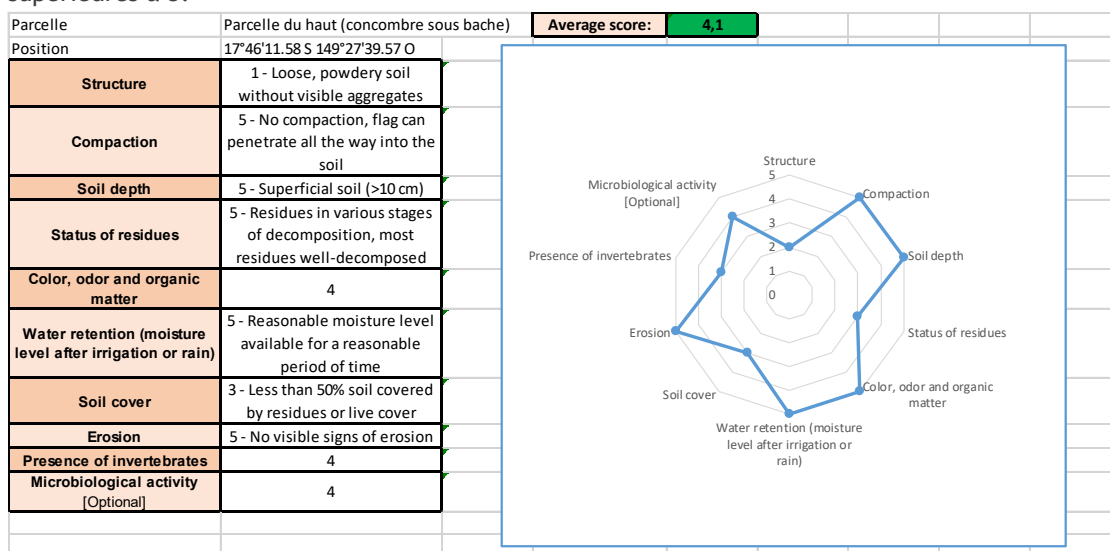 Parcelle
Parcelle du haut (concombre sous bache)
Average score:
4,1
Position
17°46'11.58 S 149°27'39.57 O
Structure
1 - Loose, powdery soil
without visible aggregates
Compaction
5 - No compaction, flag can
penetrate all the way into the
soil
Soil depth
5 - Superficial soil (>10 cm)
Status of residues
5 - Residues in various stages
of decomposition, most
residues well-decomposed
Color, odor and organic
matter
4
Water retention (moisture
level after irrigation or rain)
5 - Reasonable moisture level
available for a reasonable
period of time
Soil cover
3 - Less than 50% soil covered
by residues or live cover
Erosion
5 - No visible signs of erosion
Presence of invertebrates
4
Microbiological activity
[Optional]
4
Structure
5
4
3
2
1
0
Compaction
Soil depth
Status of residues
Color, odor and organic
matter
Water retention (moisture
level after irrigation or
rain)
Soil cover
Erosion
Presence of invertebrates
Microbiological activity
[Optional]